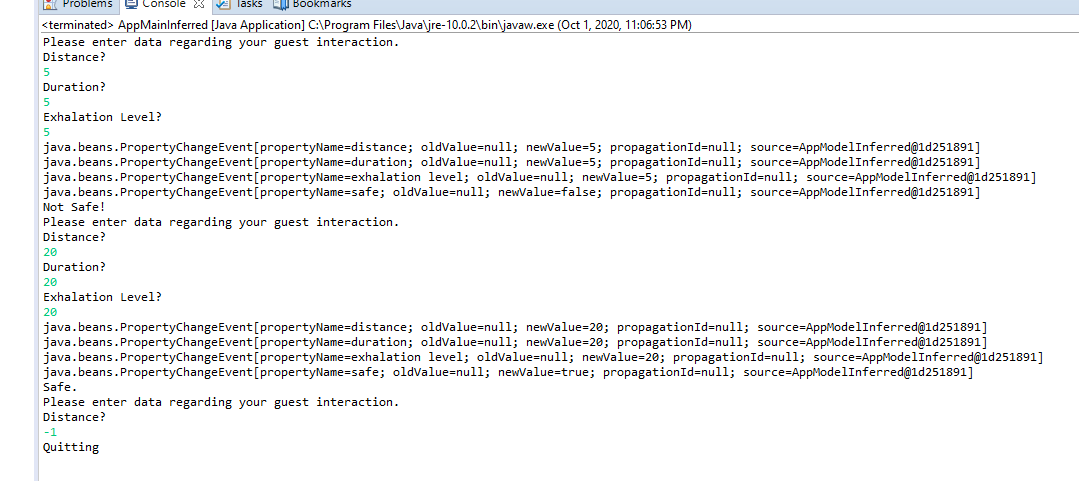 Problems Console Tasks Bookmarks
<terminated> AppMainInferred [Java Application] C:\Program Files\Java\jre-10.0.2\bin\javaw.exe (Oct 1, 2020, 11:06:53 PM)
Please enter data regarding your guest interaction.
Distance?
5
Duration?
5
Exhalation Level?
5
java.beans.PropertyChangeEvent[propertyName=distance; oldValue=null; newValue=5; propagationId=null; source=AppModelInferred@1d251891]
java.beans.PropertyChangeEvent[propertyName=duration; oldValue=null; newValue=5; propagationId=null; source=AppModelInferred@1d251891]
java.beans.PropertyChangeEvent[propertyName=exhalation level; oldValue=null; newValue=5; propagationId=null; source=AppModelInferred@1d251891]
java.beans.PropertyChangeEvent[propertyName=safe; oldValue=null; newValue=false; propagationId=null; source=AppModelInferred@1d251891]
Not Safe!
Please enter data regarding your guest interaction.
Distance?
20
Duration?
20
Exhalation Level?
20
java.beans.PropertyChangeEvent[propertyName=distance; oldValue=null; newValue=20; propagationId=null; source=AppModelInferred@1d251891]
java.beans.PropertyChangeEvent[propertyName=duration; oldValue=null; newValue=20; propagationId=null; source=AppModelInferred@1d251891]
java.beans.PropertyChangeEvent[propertyName=exhalation level; oldValue=null; newValue=20; propagationId=null; source=AppModelInferred@1d251891]
java.beans.PropertyChangeEvent[propertyName=safe; oldValue=null; newValue=true; propagationId=null; source=AppModelInferred@1d251891]
Safe.
Please enter data regarding your guest interaction.
Distance?
-1
Quitting